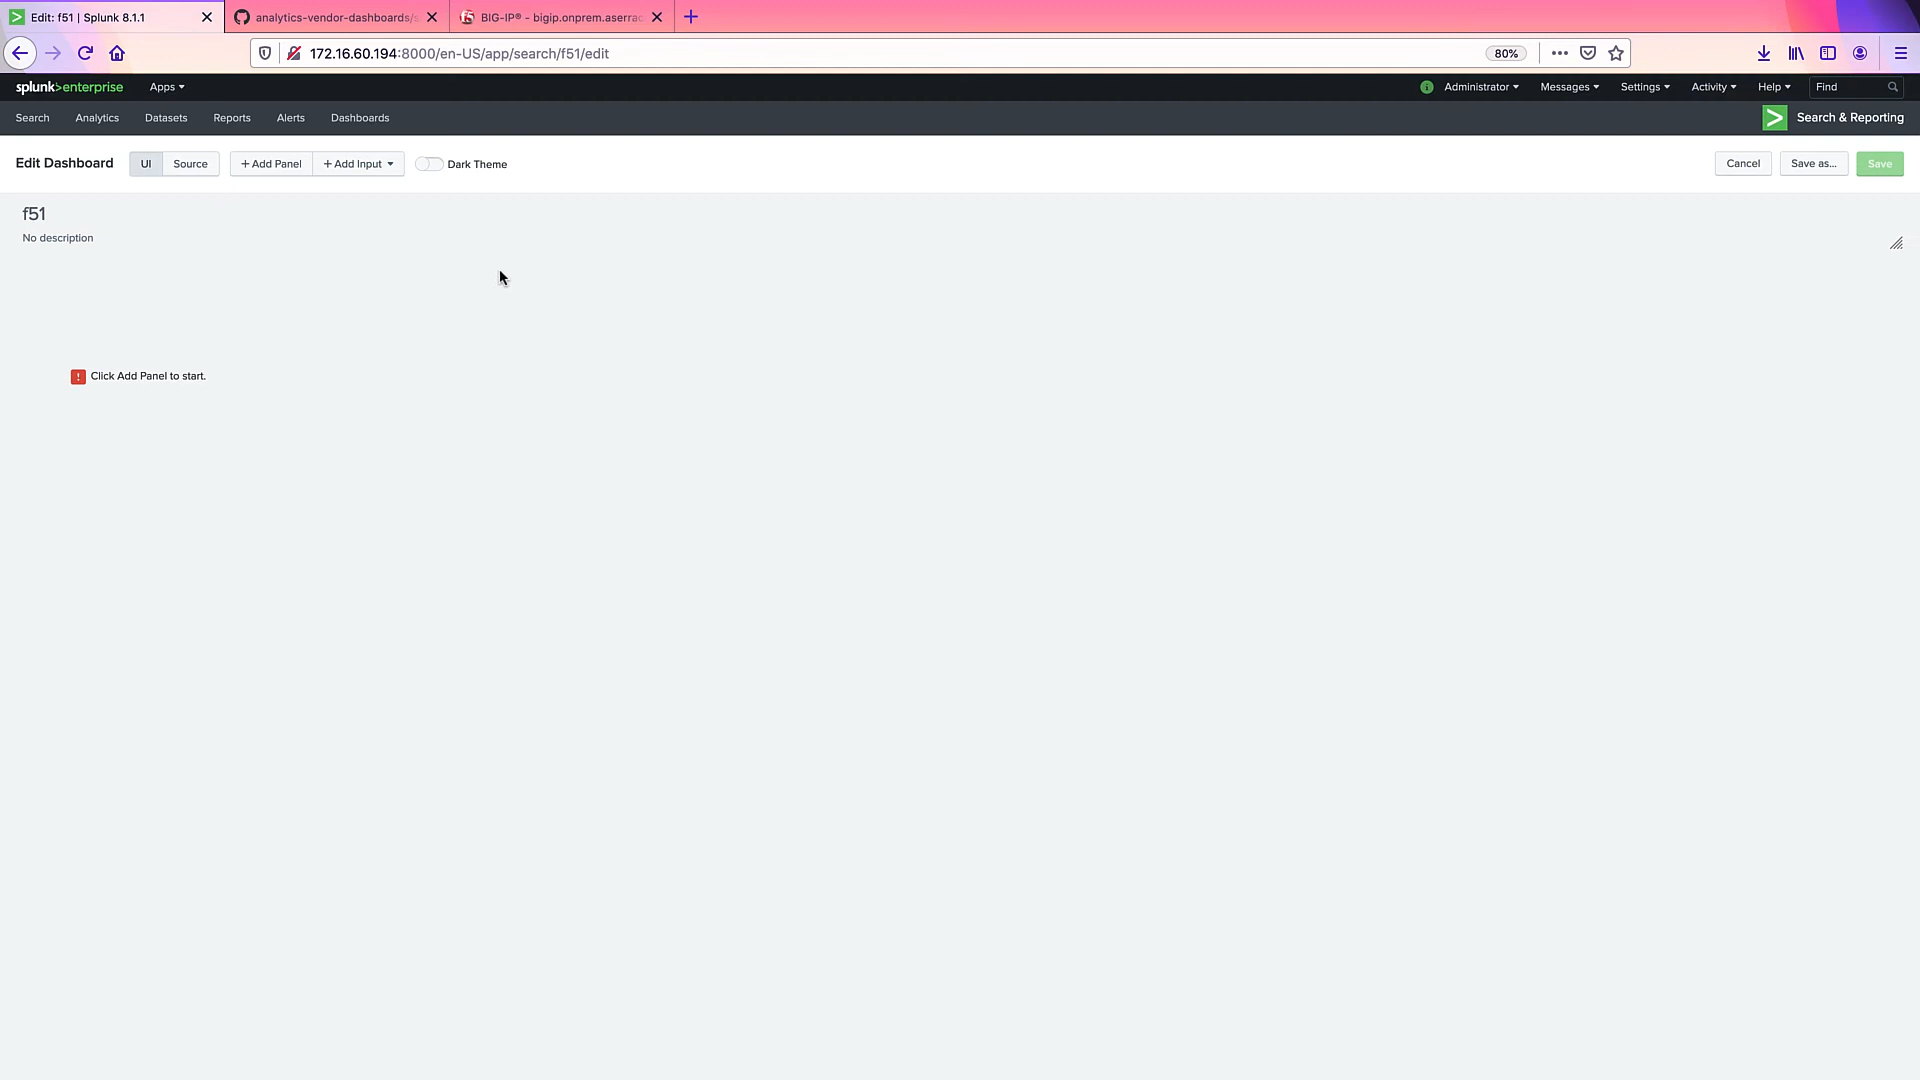 Edit: f51 | Splunk 8.1.1
analytics-vendor-dashboards/s
BIG-IP® - bigip.onprem.aserrac
172.16.60.194:8000/en-US/app/search/f51/edit
80%
splunk>enterprise
Apps
Administrator
Messages
Settings
Activity
Help
Find
Search
Analytics
Datasets
Reports
Alerts
Dashboards
Search & Reporting
Edit Dashboard
UI
Source
+ Add Panel
+ Add Input
Dark Theme
Cancel
Save as...
Save
f51
No description
Click Add Panel to start.